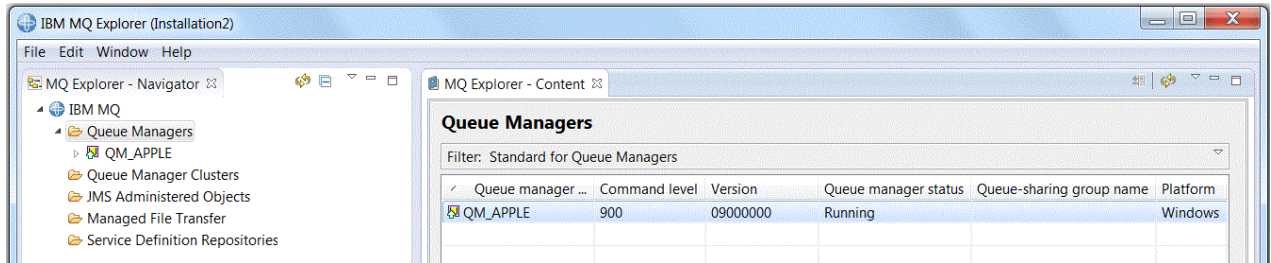 IBM MQ Explorer (Installation2)
File Edit Window Help
MQ Explorer - Navigator
IBM MQ
Queue Managers
QM_APPLE
Queue Manager Clusters
JMS Administered Objects
Managed File Transfer
Service Definition Repositories
MQ Explorer - Content
Queue Managers
Filter: Standard for Queue Managers
Queue manager ... Command level Version Queue manager status Queue-sharing group name Platform
QM_APPLE 900 09000000 Running Windows